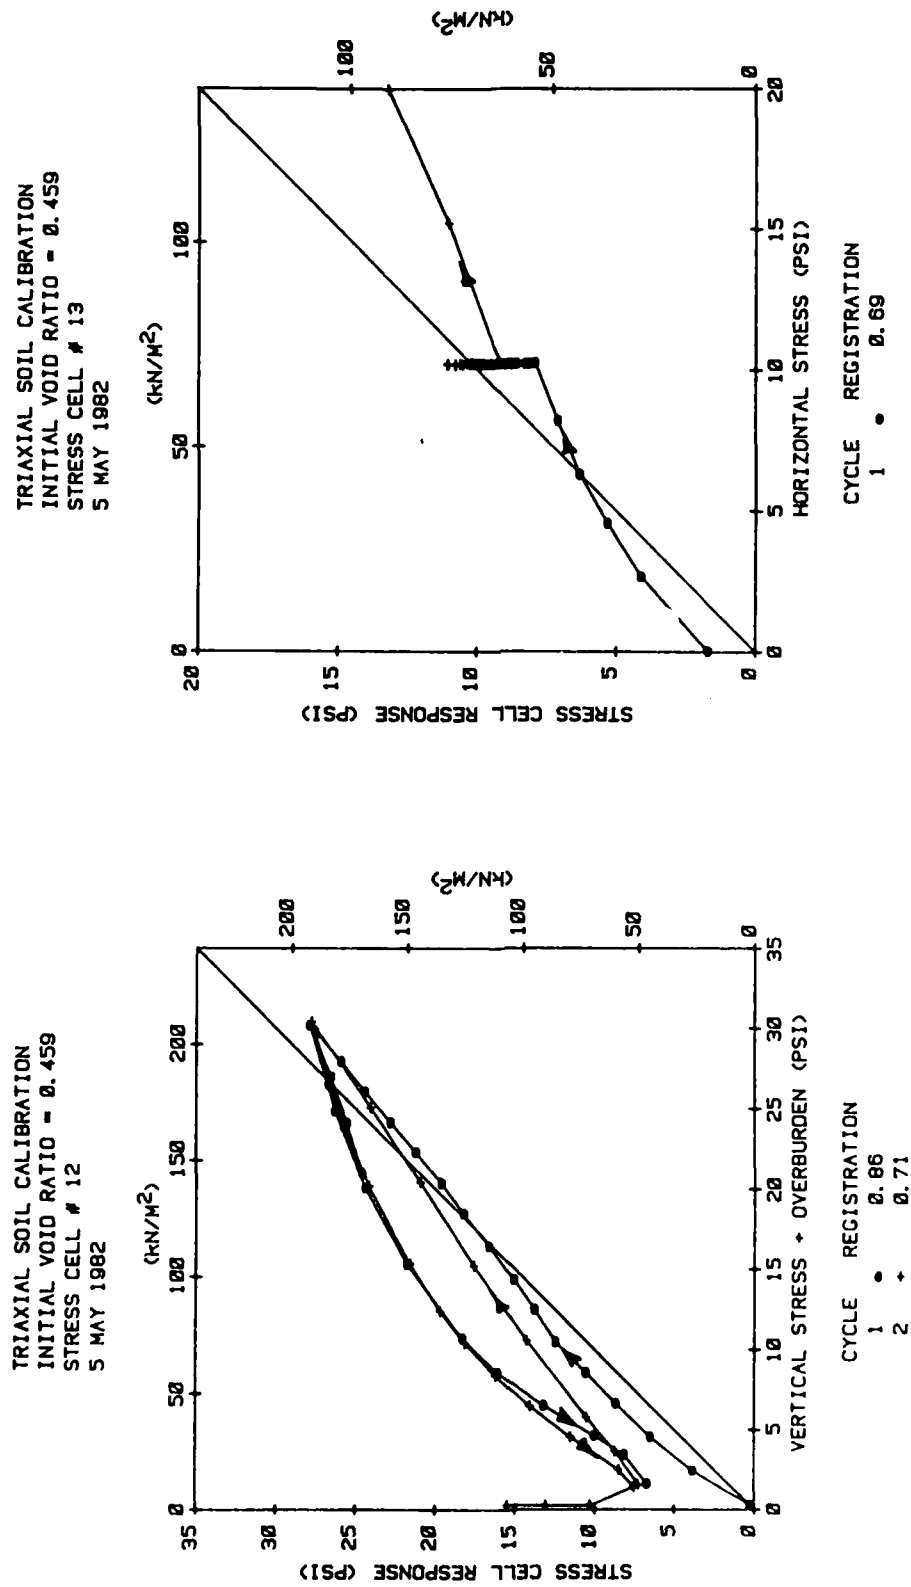 TRIAXIAL SOIL CALIBRATION
INITIAL VOID RATIO = 0.459
STRESS CELL # 12
5 MAY 1982
(kN/M²)
0 50 100 150 200
STRESS CELL RESPONSE (PSI)
35 30 25 20 15 10 5 0
(kN/M²)
200 150 100 50 0
0 5 10 15 20 25 30 35
VERTICAL STRESS + OVERBURDEN (PSI)
CYCLE REGISTRATION
1 0.86
2 + 0.71
TRIAXIAL SOIL CALIBRATION
INITIAL VOID RATIO = 0.459
STRESS CELL # 13
5 MAY 1982
(kN/M²)
0 50 100
STRESS CELL RESPONSE (PSI)
20 15 10 5 0
(kN/M²)
100 50 0
0 5 10 15 20
HORIZONTAL STRESS (PSI)
CYCLE REGISTRATION
1 0.69